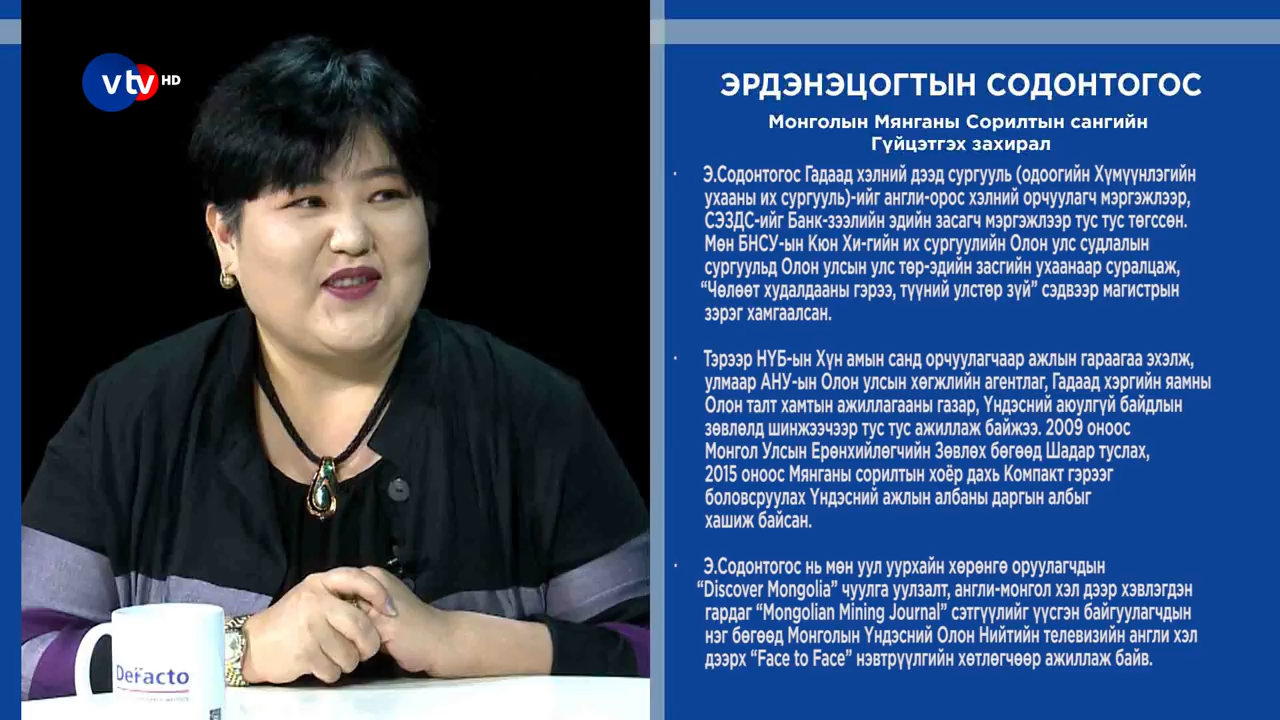 vtv HD
ЭРДЭНЭЦОГТЫН СОДОНТОГОС
Монголын Мянганы Сорилтын сангийн
Гүйцэтгэх захирал
· Э.Содонтогос Гадаад хэлний дээд сургууль (одоогийн Хүмүүнлэгийн
ухааны их сургууль)-ийг англи-орос хэлний орчуулагч мэргэжлээр,
СЭЗДС-ийг Банк-зээлийн эдийн засагч мэргэжлээр тус тус төгссөн.
Мөн БНСУ-ын Кюн Хи-гийн их сургуулийн Олон улс судлалын
сургуульд Олон улсын улс төр-эдийн засгийн ухаанаар суралцаж,
“Чөлөөт худалдааны гэрээ, түүний улстөр зүй” сэдвээр магистрын
зэрэг хамгаалсан.
· Тэрээр НҮБ-ын Хүн амын санд орчуулагчаар ажлын гараагаа эхэлж,
улмаар АНУ-ын Олон улсын хөгжлийн агентлаг, Гадаад хэргийн яамны
Олон талт хамтын ажиллагааны газар, Үндэсний аюулгүй байдлын
зөвлөлд шинжээчээр тус тус ажиллаж байжээ. 2009 оноос
Монгол Улсын Ерөнхийлөгчийн Зөвлөх бөгөөд Шадар туслах,
2015 оноос Мянганы сорилтын хоёр дахь Компакт гэрээг
боловсруулах Үндэсний ажлын албаны даргын албыг
хашиж байсан.
· Э.Содонтогос нь мөн уул уурхайн хөрөнгө оруулагчдын
“Discover Mongolia” чуулга уулзалт, англи-монгол хэл дээр хэвлэгдэн
гардаг “Mongolian Mining Journal” сэтгүүлийг үүсгэн байгуулагчдын
нэг бөгөөд Монголын Үндэсний Олон Нийтийн телевизийн англи хэл
дээрх “Face to Face” нэвтрүүлгийн хөтлөгчөөр ажиллаж байв.
DeFacto